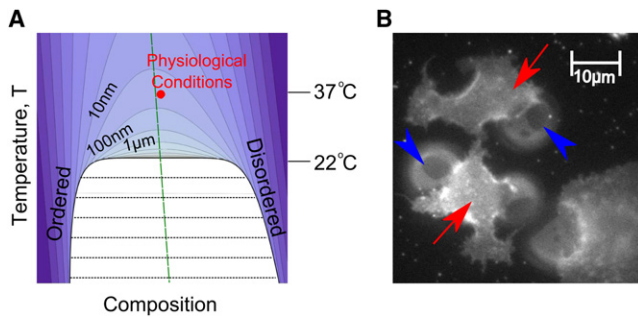 A
B
Physiological
Conditions
10nm
100nm
1μm
Ordered
Disordered
Temperature, T
Composition
37°C
22°C
10μm